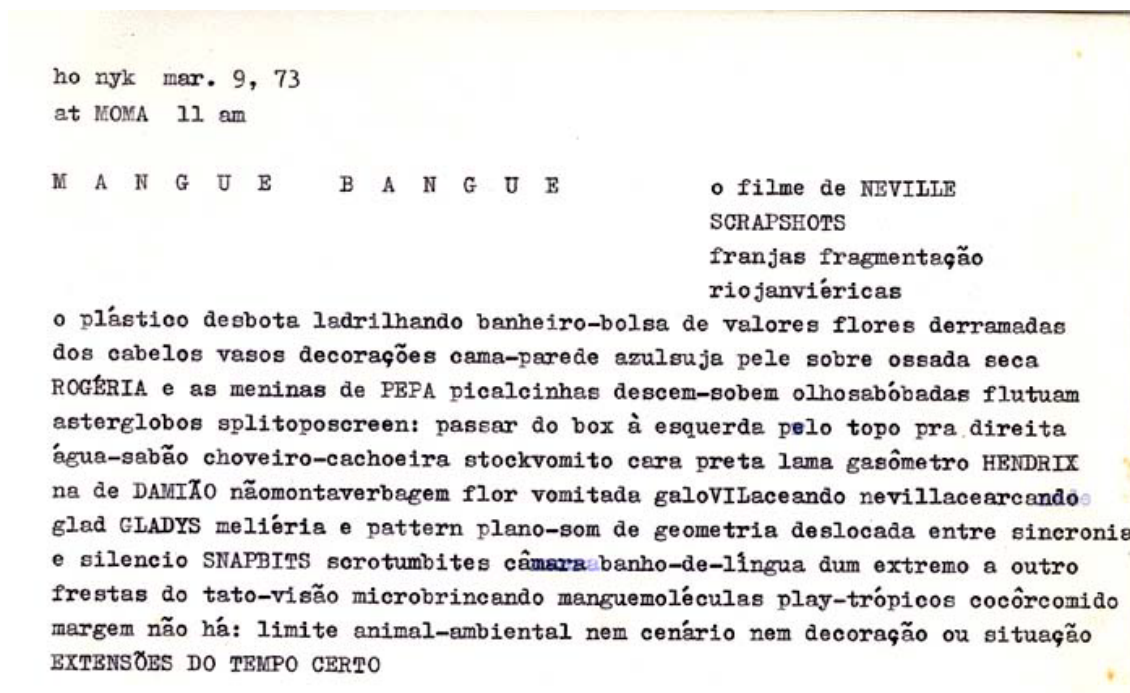 ho nyk mar. 9, 73
at MOMA 11 am
M A N G U E B A N G U E
o filme de NEVILLE
SCRAPSHOTS
franjas fragmentação
riojanviéricas
o plástico desbota ladrilhando banheiro-bolsa de valores flores derramadas
dos cabelos vasos decorações cama-parede azulsuja pele sobre ossada seca
ROGÉRIA e as meninas de PEPA picalcinhas descem-sobem olhosabóbadas flutuam
asterglobos splitoposcreen: passar do box à esquerda pelo topo pra direita
água-sabão choveiro-cachoeira stockvomito cara preta lama gasômetro HENDRIX
na de DAMIÃO nãomontaverbagem flor vomitada galoVILaceando nevillacearcando
glad GLADYS meliéria e pattern plano-som de geometria deslocada entre sincronia
e silencio SNAPBITS scrotumbites câmara banho-de-língua dum extremo a outro
frestas do tato-visão microbrincando manguemoléculas play-trópicos cocôrcomido
margem não há: limite animal-ambiental nem cenário nem decoração ou situação
EXTENSÕES DO TEMPO CERTO